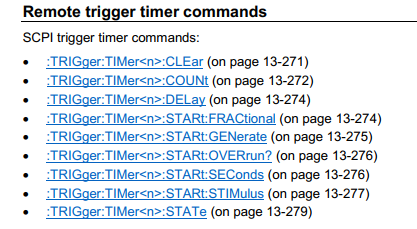 Remote trigger timer commands
SCPI trigger timer commands:
• :TRIGger:TIMer<n>:CLEar (on page 13-271)
• :TRIGger:TIMer<n>:COUNt (on page 13-272)
• :TRIGger:TIMer<n>:DELay (on page 13-274)
• :TRIGger:TIMer<n>:STARt:FRACtional (on page 13-274)
• :TRIGger:TIMer<n>:STARt:GENerate (on page 13-275)
• :TRIGger:TIMer<n>:STARt:OVERrun? (on page 13-276)
• :TRIGger:TIMer<n>:STARt:SEConds (on page 13-276)
• :TRIGger:TIMer<n>:STARt:STIMulus (on page 13-277)
• :TRIGger:TIMer<n>:STATe (on page 13-279)